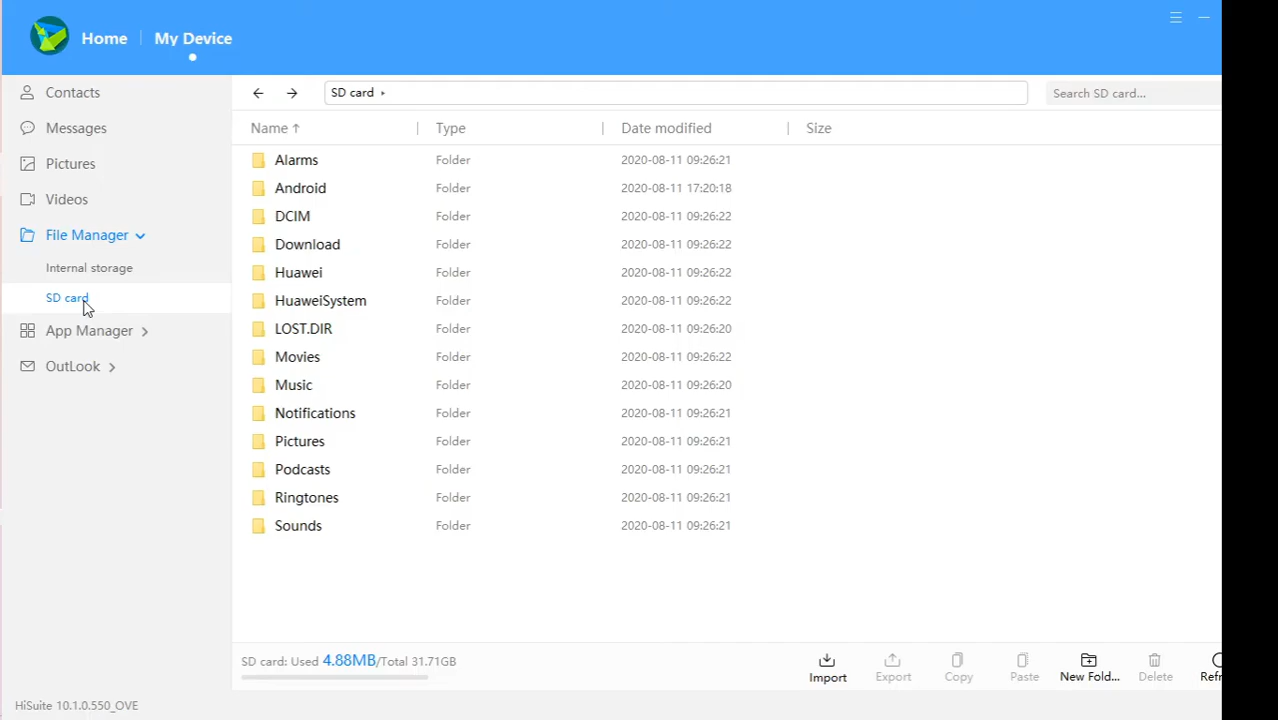 Home My Device
Contacts
Messages
Pictures
Videos
File Manager
Internal storage
SD card
App Manager
OutLook
SD card
Search SD card...
Name Type Date modified Size
Alarms Folder 2020-08-11 09:26:21
Android Folder 2020-08-11 17:20:18
DCIM Folder 2020-08-11 09:26:22
Download Folder 2020-08-11 09:26:22
Huawei Folder 2020-08-11 09:26:22
HuaweiSystem Folder 2020-08-11 09:26:22
LOST.DIR Folder 2020-08-11 09:26:20
Movies Folder 2020-08-11 09:26:22
Music Folder 2020-08-11 09:26:20
Notifications Folder 2020-08-11 09:26:21
Pictures Folder 2020-08-11 09:26:21
Podcasts Folder 2020-08-11 09:26:21
Ringtones Folder 2020-08-11 09:26:21
Sounds Folder 2020-08-11 09:26:21
SD card: Used 4.88MB/Total 31.71GB
Import Export Copy Paste New Fold... Delete Refr
HiSuite 10.1.0.550_OVE